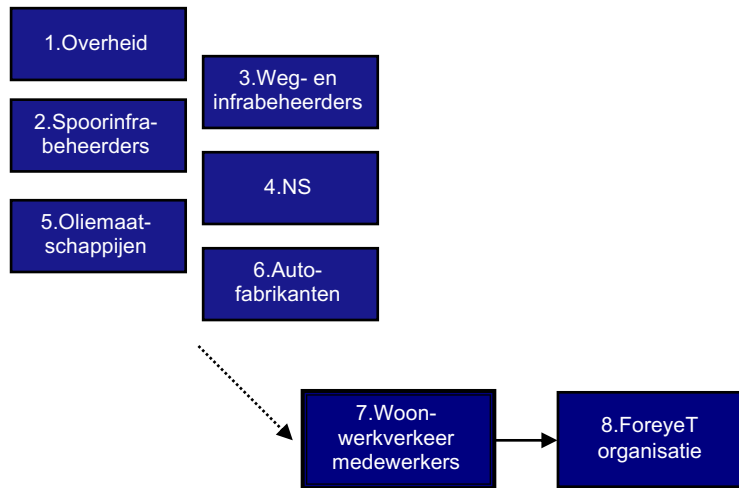 1.Overheid
2.Spoorinfra-
beheerders
3.Weg- en
infrabeheerders
4.NS
5.Oliemaat-
schappijen
6.Auto-
fabrikanten
7.Woon-
werkverkeer
medewerkers
8.ForeyeT
organisatie